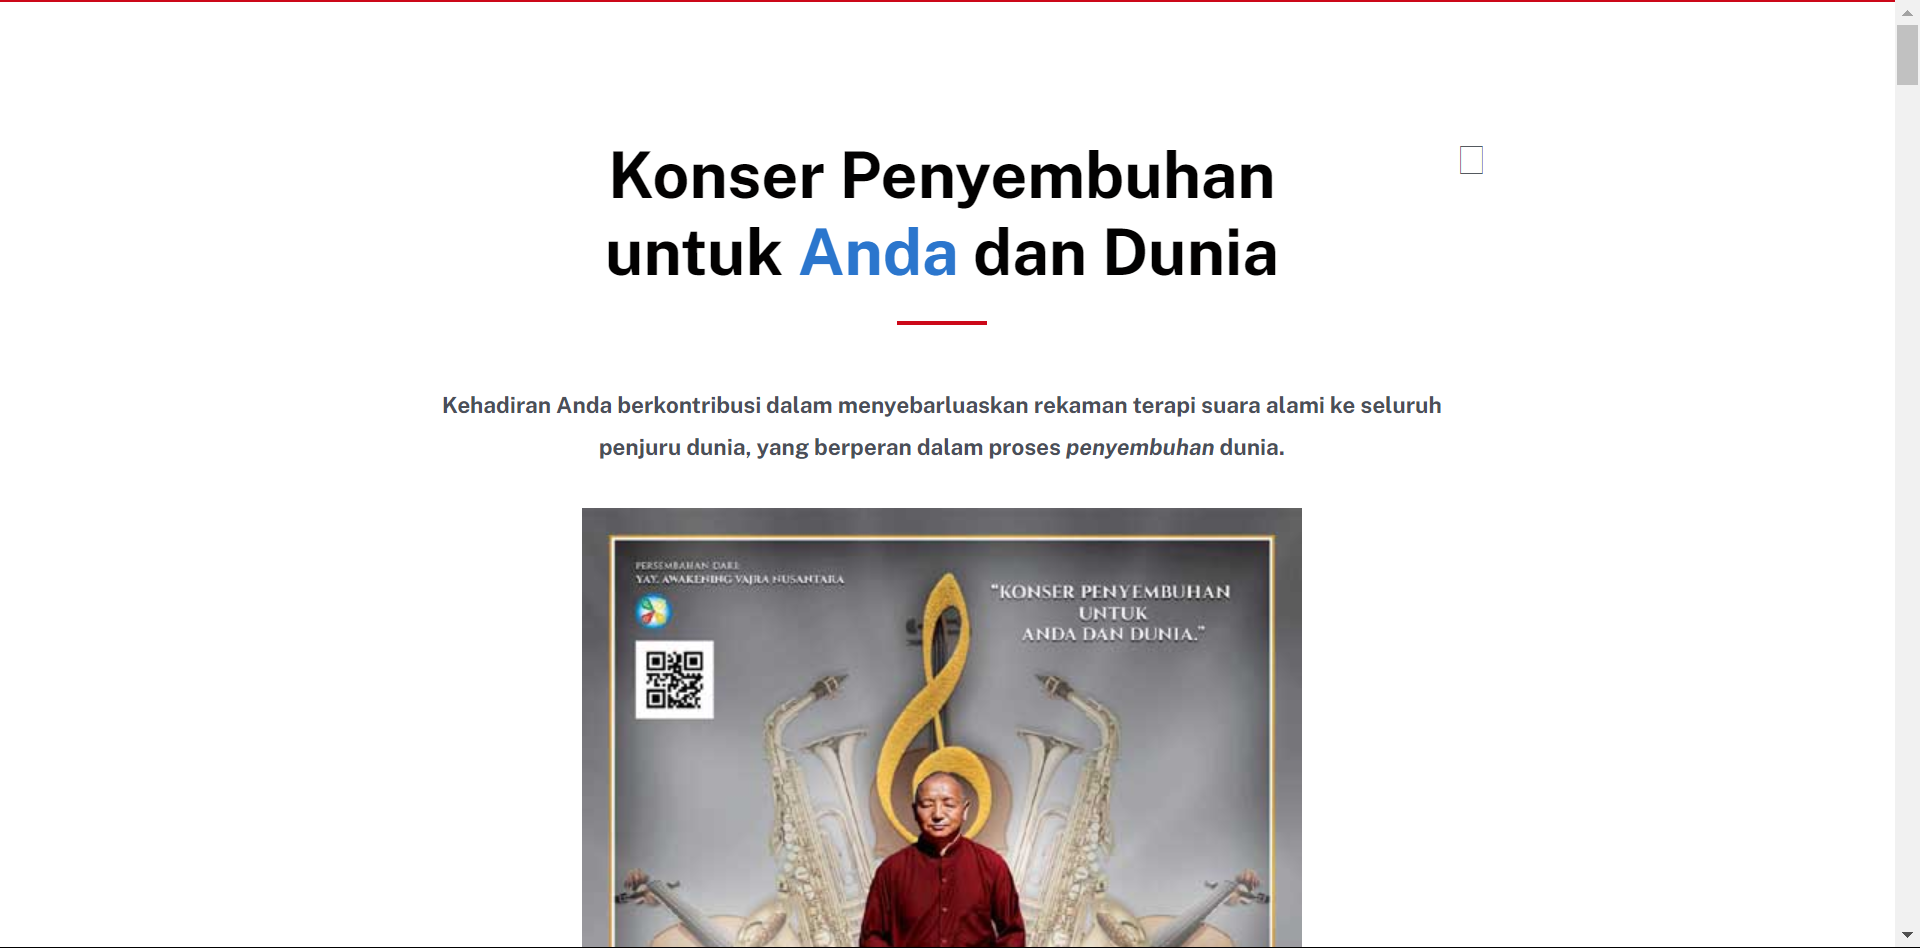 Konser Penyembuhan
untuk Anda dan Dunia
Kehadiran Anda berkontribusi dalam menyebarluaskan rekaman terapi suara alami ke seluruh
penjuru dunia, yang berperan dalam proses penyembuhan dunia.
PERSEMBAHAN DARI:
YAY. AWAKENING VAJRA NUSANTARA
“KONSER PENYEMBUHAN
UNTUK
ANDA DAN DUNIA.”